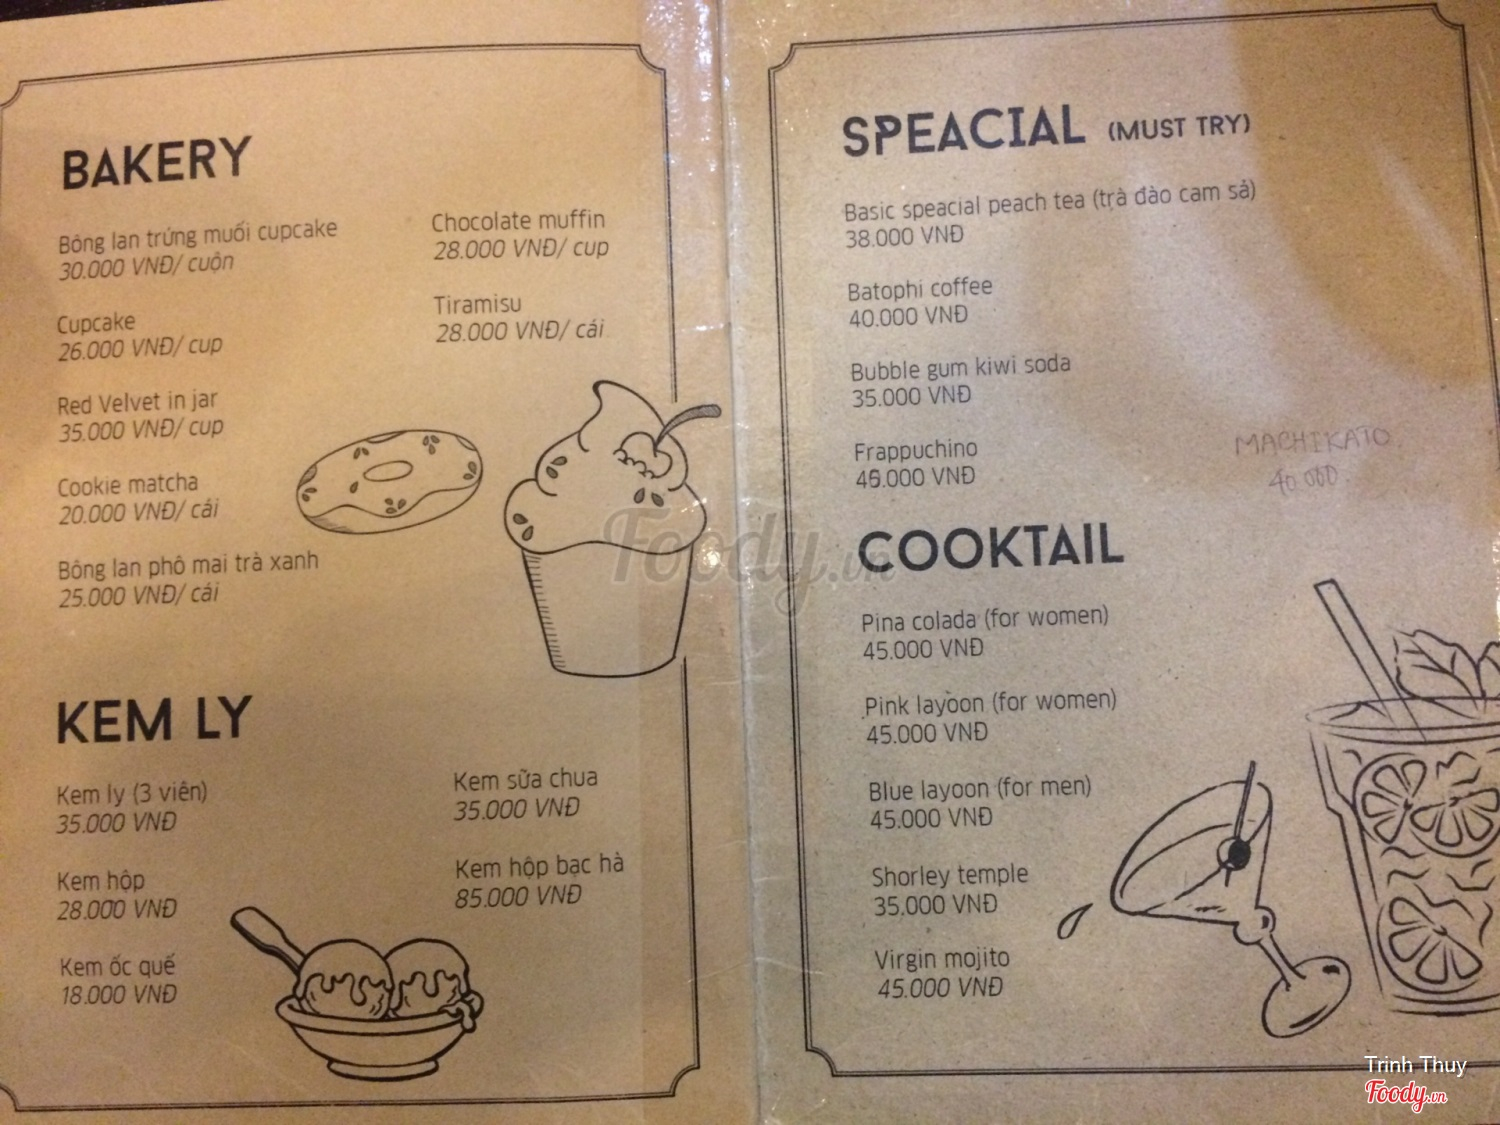 BAKERY
Bông lan trứng muối cupcake
30.000 VNĐ/ cuộn
Cupcake
26.000 VNĐ/ cup
Red Velvet in jar
35.000 VNĐ/ cup
Cookie matcha
20.000 VNĐ/ cái
Bông lan phô mai trà xanh
25.000 VNĐ/ cái
Chocolate muffin
28.000 VNĐ/ cup
Tiramisu
28.000 VNĐ/ cái
KEM LY
Kem ly (3 viên)
35.000 VNĐ
Kem hộp
28.000 VNĐ
Kem ốc quế
18.000 VNĐ
Kem sữa chua
35.000 VNĐ
Kem hộp bạc hà
85.000 VNĐ
SPEACIAL (MUST TRY)
Basic speacial peach tea (trà đào cam sả)
38.000 VNĐ
Batophi coffee
40.000 VNĐ
Bubble gum kiwi soda
35.000 VNĐ
Frappuchino
VNĐ
MACHIKATO
40.000
COOKTAIL
Pina colada (for women)
45.000 VNĐ
Pink layoon (for women)
45.000 VNĐ
Blue layoon (for men)
45.000 VNĐ
Shorley temple
35.000 VNĐ
Virgin mojito
45.000 VNĐ
Foody.vn
Trinh Thuy
Foody.vn